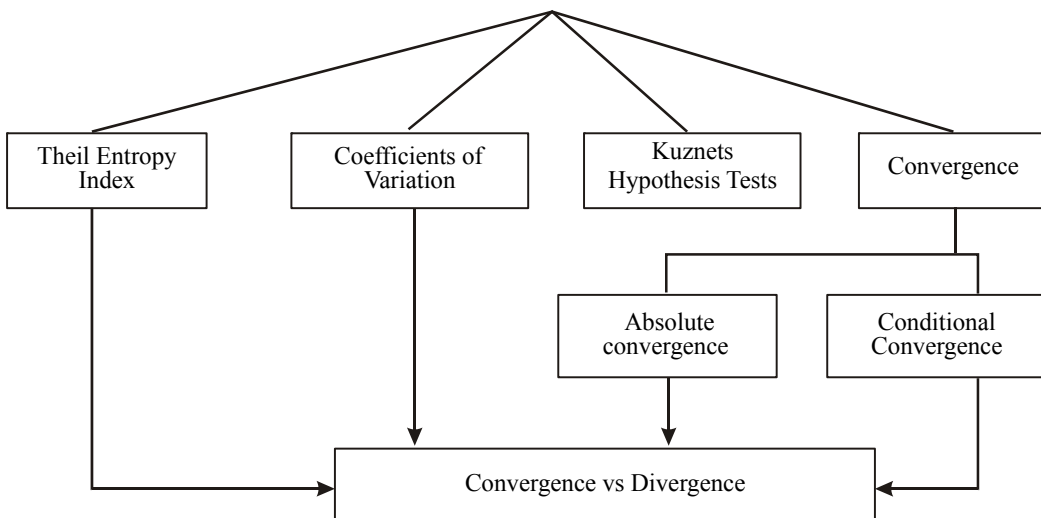 Theil Entropy
Index
Coefficients of
Variation
Kuznets
Hypothesis Tests
Convergence
Absolute
convergence
Conditional
Convergence
Convergence vs Divergence